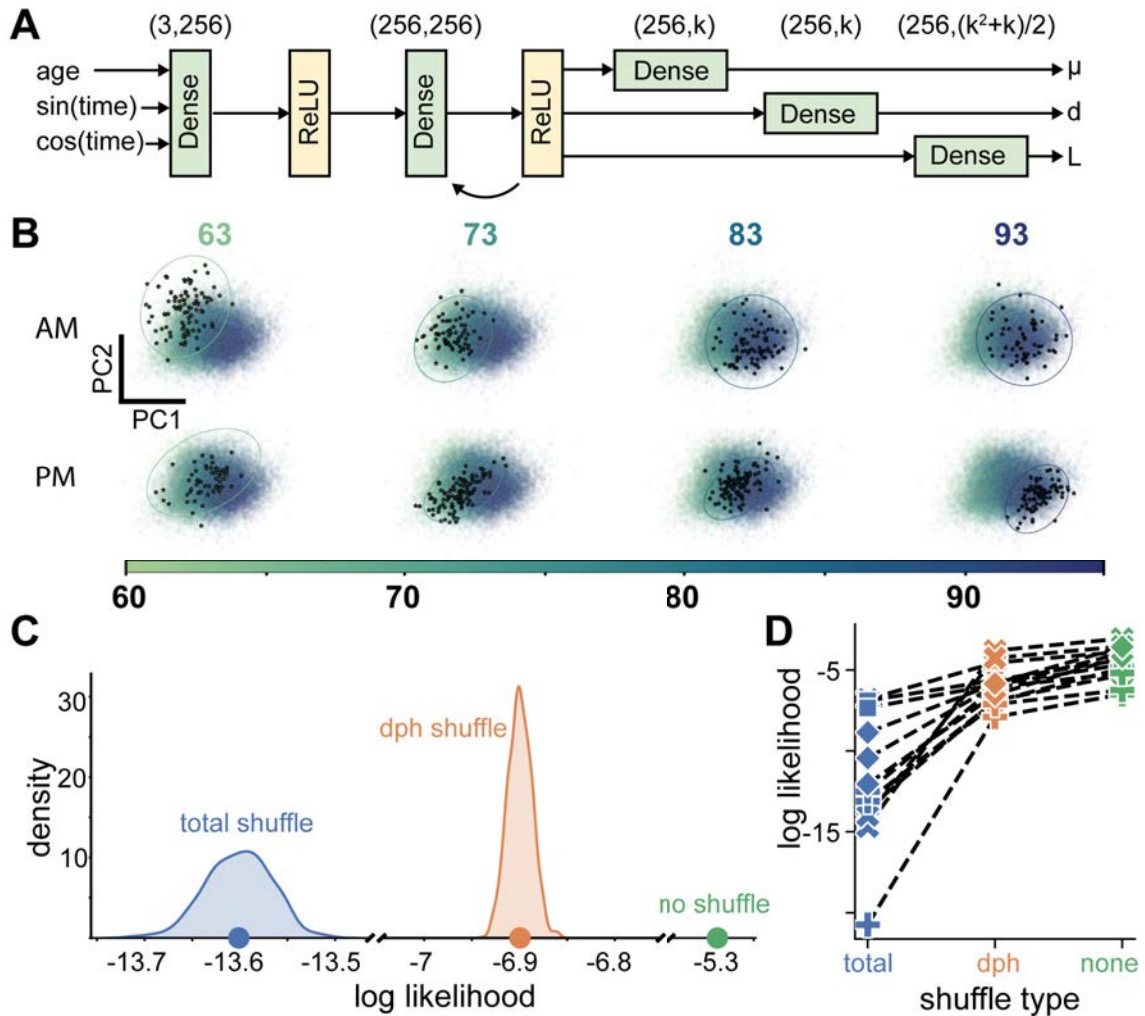 A
(3,256) (256,256) (256,k) (256,k) (256,(k²+k)/2)
age
sin(time)
cos(time)
Dense
ReLU
Dense
ReLU
Dense
Dense
Dense
μ
d
L
B
63 73 83 93
AM
PC2
PC1
PM
60 70 80 90
C
density
30
20
10
total shuffle
dph shuffle
no shuffle
-13.7 -13.6 -13.5 -7 -6.9 -6.8 -5.3
log likelihood
D
log likelihood
-5
-15
total dph none
shuffle type